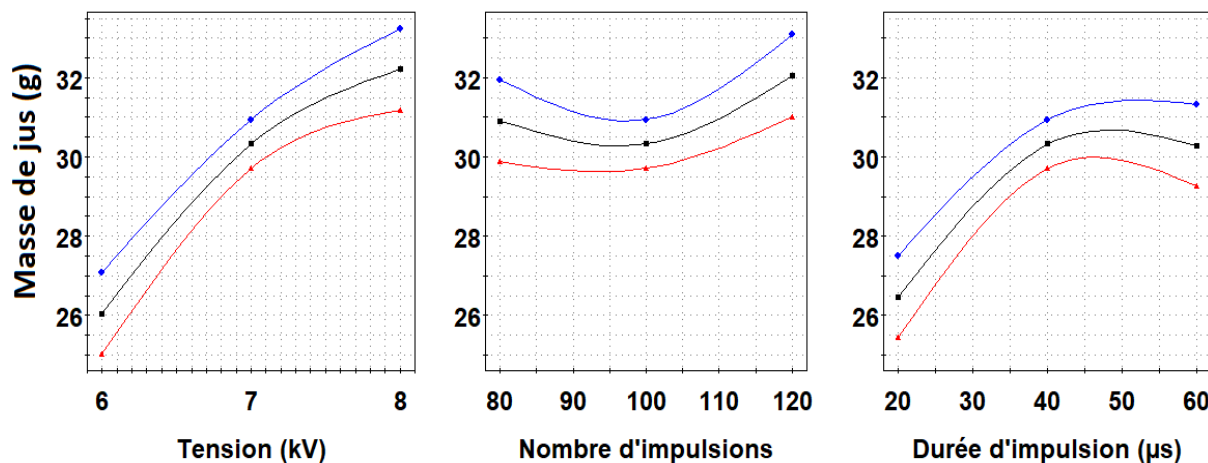 Masse de jus (g)
32
30
28
26
6 7 8
Tension (kV)
32
30
28
26
80 90 100 110 120
Nombre d'impulsions
32
30
28
26
20 30 40 50 60
Durée d'impulsion (µs)